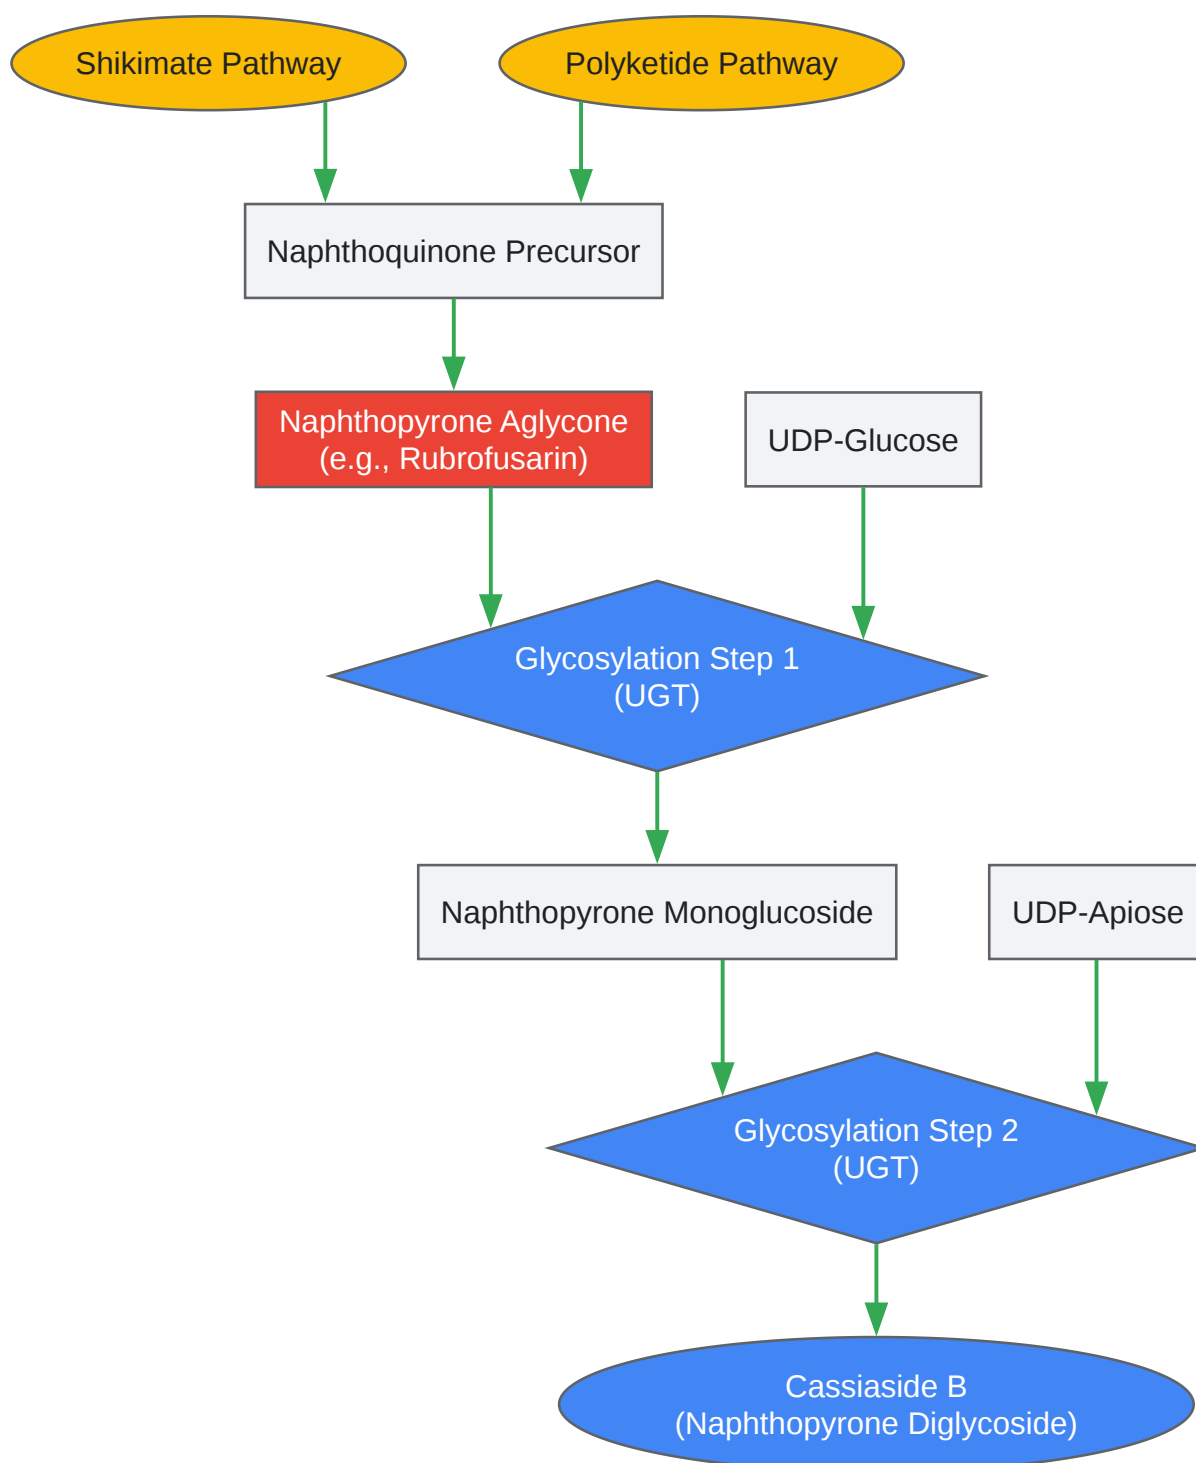 Shikimate Pathway
Polyketide Pathway
Naphthoquinone Precursor
Naphthopyrone Aglycone
(e.g., Rubrofusarin)
UDP-Glucose
Glycosylation Step 1
(UGT)
Naphthopyrone Monoglucoside
UDP-Apiose
Glycosylation Step 2
(UGT)
Cassiaside B
(Naphthopyrone Diglycoside)